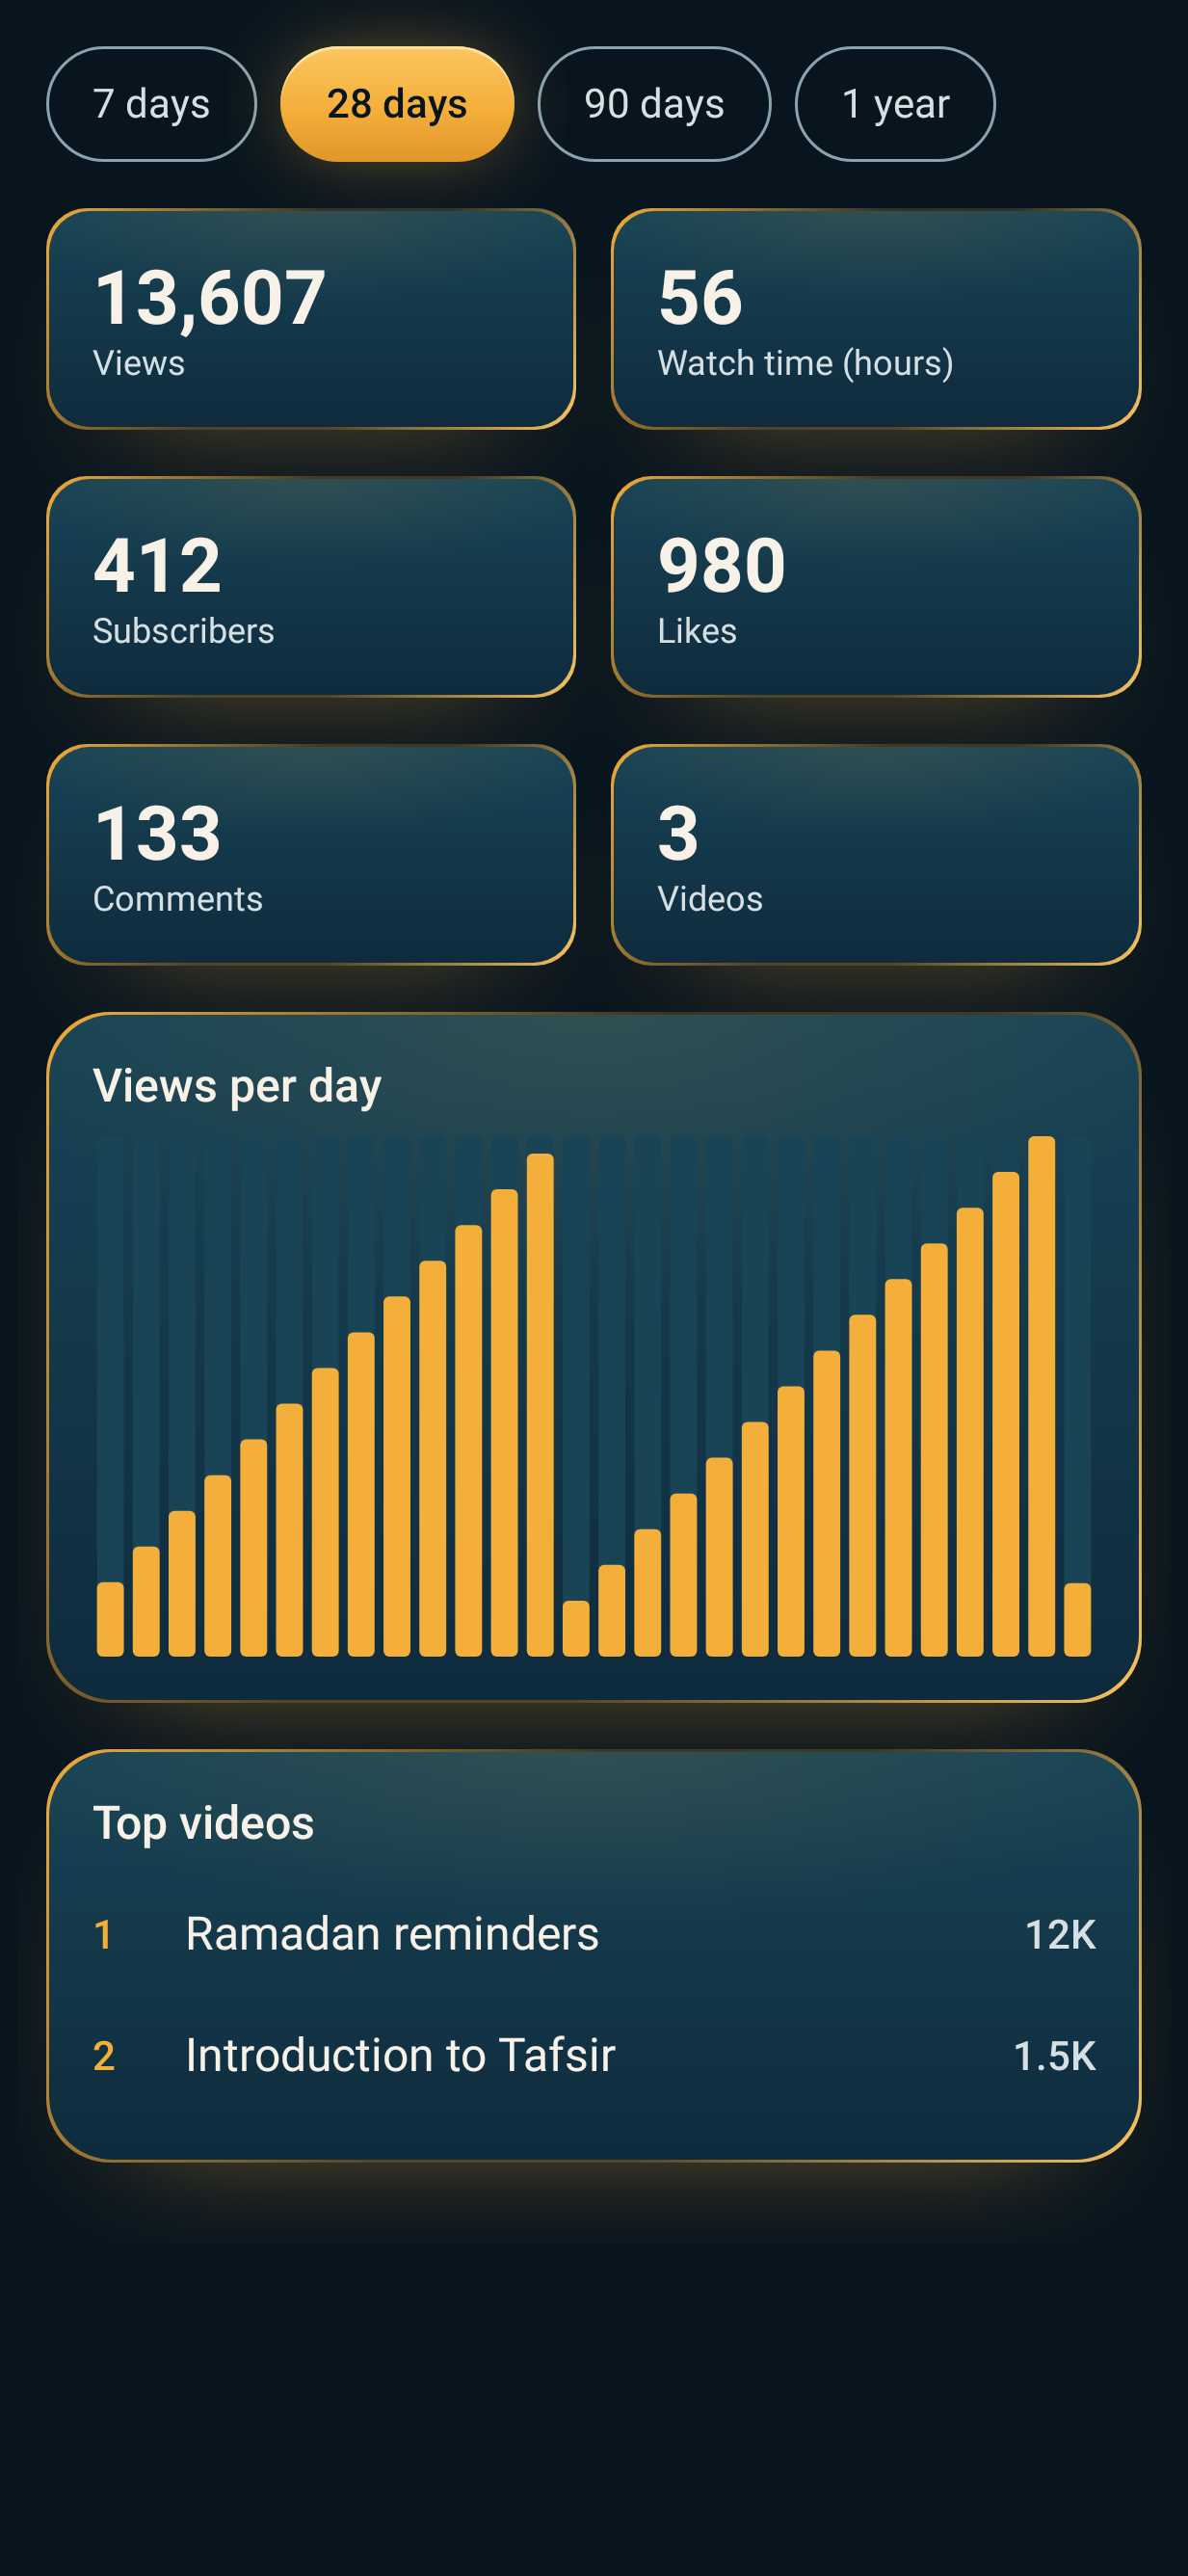 7 days
28 days
90 days
1 year
13,607
Views
56
Watch time (hours)
412
Subscribers
980
Likes
133
Comments
3
Videos
Views per day
Top videos
1 Ramadan reminders 12K
2 Introduction to Tafsir 1.5K